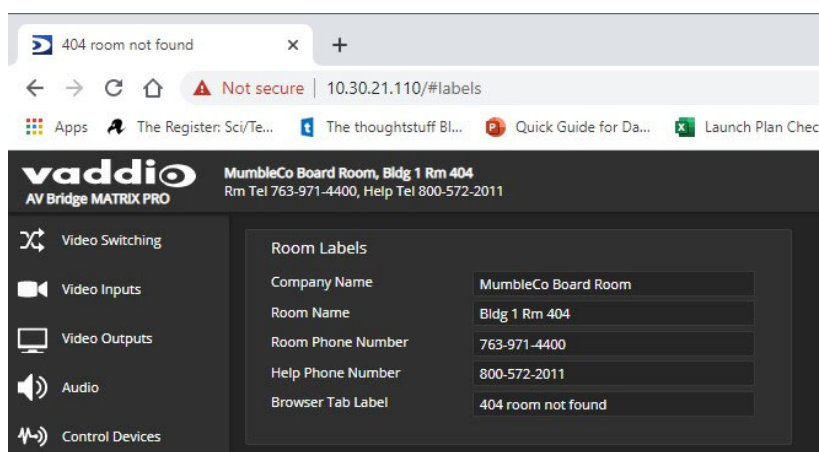 404 room not found
Not secure | 10.30.21.110/#labels
Apps The Register: Sci/Te... The thoughtstuff Bl... Quick Guide for Da... Launch Plan Chec
vaddio
AV Bridge MATRIX PRO
MumbleCo Board Room, Bldg 1 Rm 404
Rm Tel 763-971-4400, Help Tel 800-572-2011
Video Switching
Video Inputs
Video Outputs
Audio
Control Devices
Room Labels
Company Name MumbleCo Board Room
Room Name Bldg 1 Rm 404
Room Phone Number 763-971-4400
Help Phone Number 800-572-2011
Browser Tab Label 404 room not found